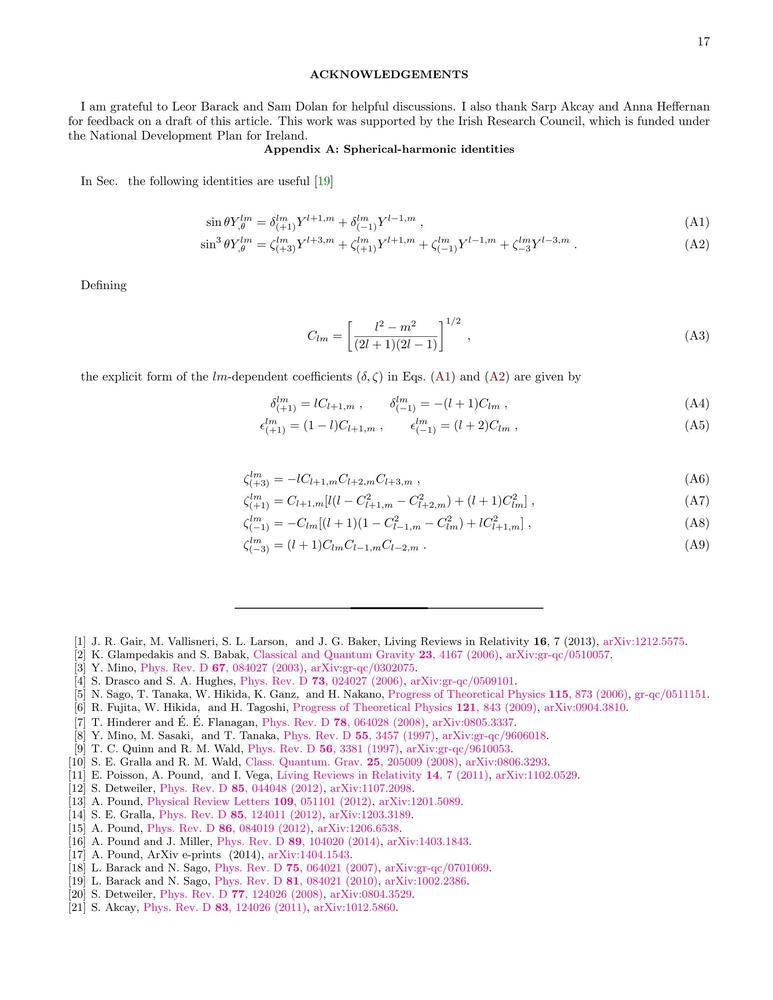 17
ACKNOWLEDGEMENTS
I am grateful to Leor Barack and Sam Dolan for helpful discussions. I also thank Sarp Akcay and Anna Heffernan
for feedback on a draft of this article. This work was supported by the Irish Research Council, which is funded under
the National Development Plan for Ireland.
Appendix A: Spherical-harmonic identities
In Sec. the following identities are useful [19]
$\sin\theta Y^{lm}_{,\theta} = \delta^{lm}_{(+1)} Y^{l+1,m} + \delta^{lm}_{(-1)} Y^{l-1,m} ,$ (A1)
$\sin^3\theta Y^{lm}_{,\theta} = \zeta^{lm}_{(+3)} Y^{l+3,m} + \zeta^{lm}_{(+1)} Y^{l+1,m} + \zeta^{lm}_{(-1)} Y^{l-1,m} + \zeta^{lm}_{-3} Y^{l-3,m} .$ (A2)
Defining
$C_{lm} = \left[ \frac{l^2 - m^2}{(2l+1)(2l-1)} \right]^{1/2} ,$ (A3)
the explicit form of the $lm$-dependent coefficients $(\delta, \zeta)$ in Eqs. (A1) and (A2) are given by
$\delta^{lm}_{(+1)} = lC_{l+1,m} , \quad \delta^{lm}_{(-1)} = -(l+1)C_{lm} ,$ (A4)
$\epsilon^{lm}_{(+1)} = (1-l)C_{l+1,m} , \quad \epsilon^{lm}_{(-1)} = (l+2)C_{lm} ,$ (A5)
$\zeta^{lm}_{(+3)} = -lC_{l+1,m}C_{l+2,m}C_{l+3,m} ,$ (A6)
$\zeta^{lm}_{(+1)} = C_{l+1,m}[l(l - C^2_{l+1,m} - C^2_{l+2,m}) + (l+1)C^2_{lm}] ,$ (A7)
$\zeta^{lm}_{(-1)} = -C_{lm}[(l+1)(1 - C^2_{l-1,m} - C^2_{lm}) + lC^2_{l+1,m}] ,$ (A8)
$\zeta^{lm}_{(-3)} = (l+1)C_{lm}C_{l-1,m}C_{l-2,m} .$ (A9)
[1] J. R. Gair, M. Vallisneri, S. L. Larson, and J. G. Baker, Living Reviews in Relativity 16, 7 (2013), arXiv:1212.5575.
[2] K. Glampedakis and S. Babak, Classical and Quantum Gravity 23, 4167 (2006), arXiv:gr-qc/0510057.
[3] Y. Mino, Phys. Rev. D 67, 084027 (2003), arXiv:gr-qc/0302075.
[4] S. Drasco and S. A. Hughes, Phys. Rev. D 73, 024027 (2006), arXiv:gr-qc/0509101.
[5] N. Sago, T. Tanaka, W. Hikida, K. Ganz, and H. Nakano, Progress of Theoretical Physics 115, 873 (2006), gr-qc/0511151.
[6] R. Fujita, W. Hikida, and H. Tagoshi, Progress of Theoretical Physics 121, 843 (2009), arXiv:0904.3810.
[7] T. Hinderer and É. É. Flanagan, Phys. Rev. D 78, 064028 (2008), arXiv:0805.3337.
[8] Y. Mino, M. Sasaki, and T. Tanaka, Phys. Rev. D 55, 3457 (1997), arXiv:gr-qc/9606018.
[9] T. C. Quinn and R. M. Wald, Phys. Rev. D 56, 3381 (1997), arXiv:gr-qc/9610053.
[10] S. E. Gralla and R. M. Wald, Class. Quantum. Grav. 25, 205009 (2008), arXiv:0806.3293.
[11] E. Poisson, A. Pound, and I. Vega, Living Reviews in Relativity 14, 7 (2011), arXiv:1102.0529.
[12] S. Detweiler, Phys. Rev. D 85, 044048 (2012), arXiv:1107.2098.
[13] A. Pound, Physical Review Letters 109, 051101 (2012), arXiv:1201.5089.
[14] S. E. Gralla, Phys. Rev. D 85, 124011 (2012), arXiv:1203.3189.
[15] A. Pound, Phys. Rev. D 86, 084019 (2012), arXiv:1206.6538.
[16] A. Pound and J. Miller, Phys. Rev. D 89, 104020 (2014), arXiv:1403.1843.
[17] A. Pound, ArXiv e-prints (2014), arXiv:1404.1543.
[18] L. Barack and N. Sago, Phys. Rev. D 75, 064021 (2007), arXiv:gr-qc/0701069.
[19] L. Barack and N. Sago, Phys. Rev. D 81, 084021 (2010), arXiv:1002.2386.
[20] S. Detweiler, Phys. Rev. D 77, 124026 (2008), arXiv:0804.3529.
[21] S. Akcay, Phys. Rev. D 83, 124026 (2011), arXiv:1012.5860.